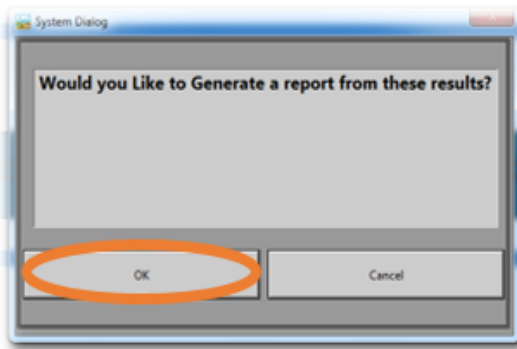 System Dialog
Would you Like to Generate a report from these results?
OK
Cancel